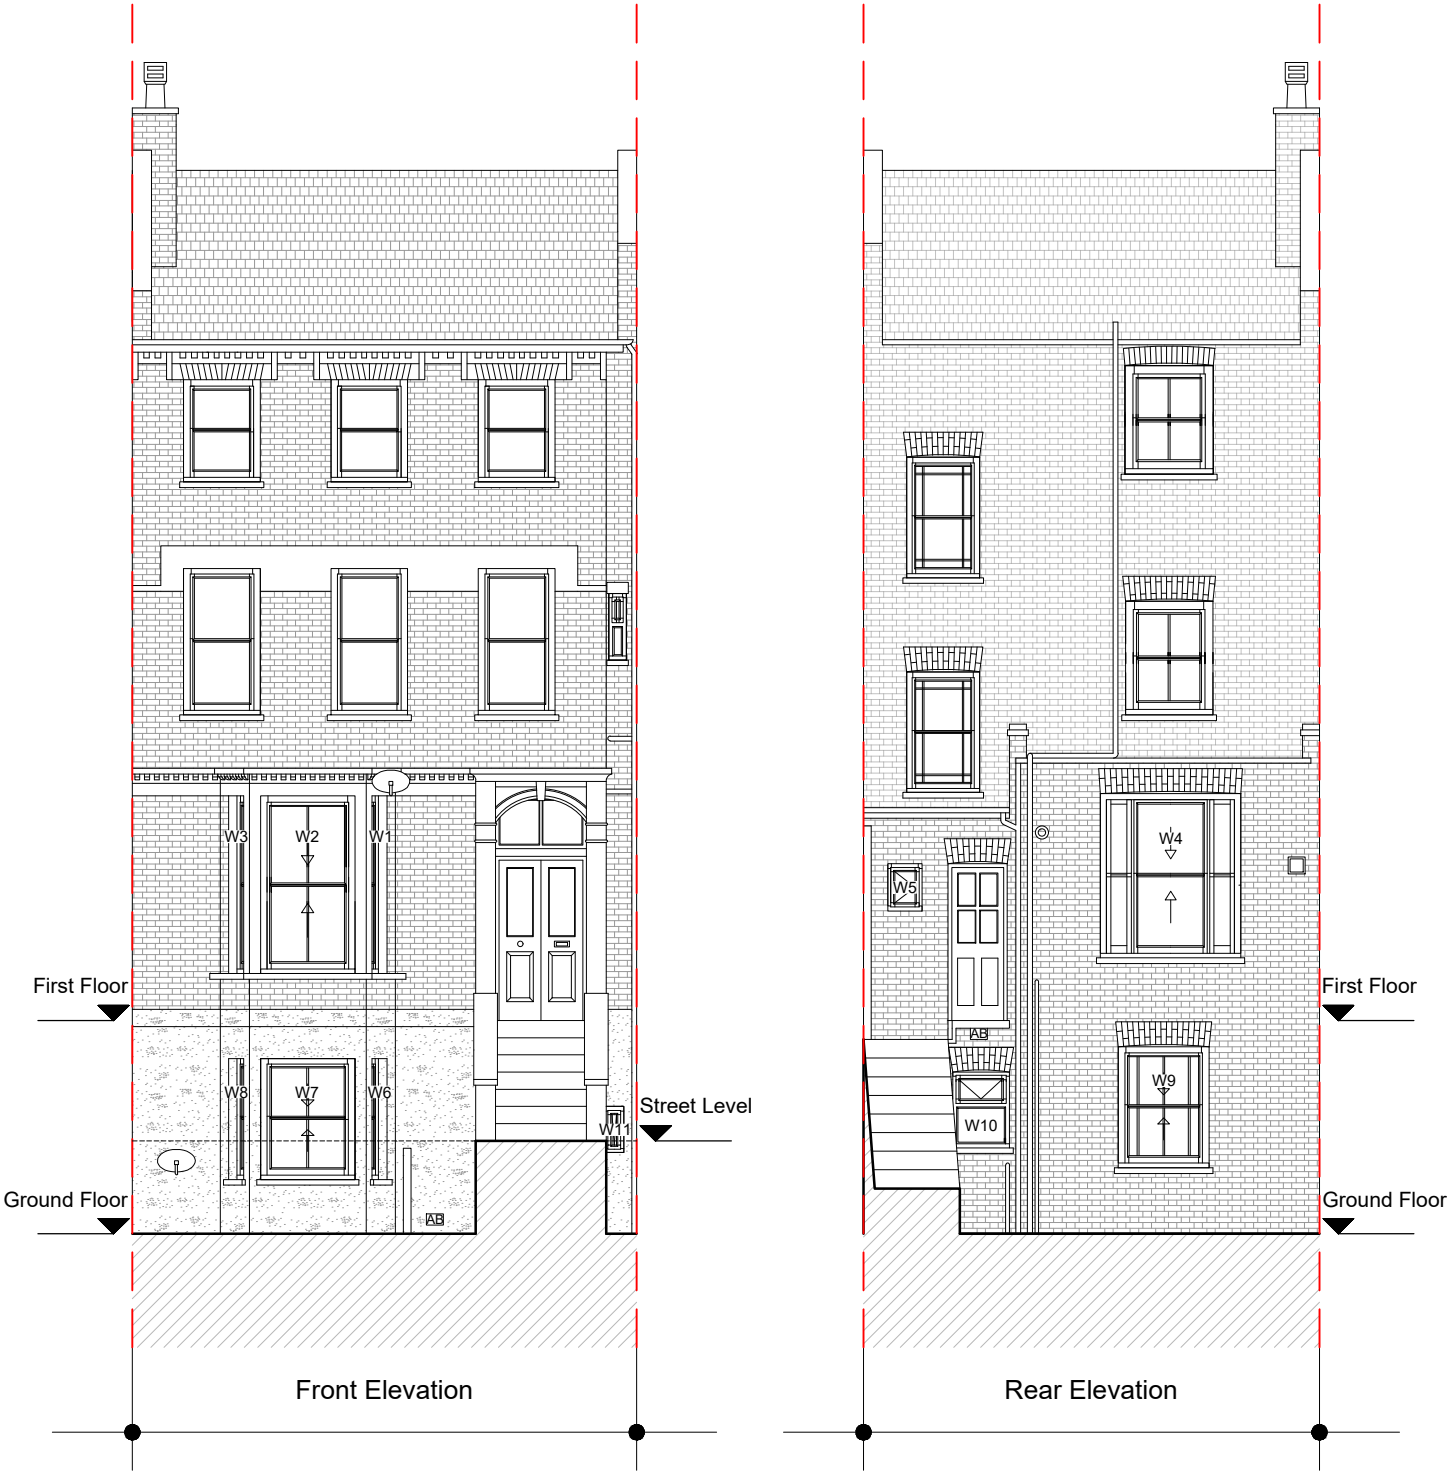 W3
W2
W1
W4
W5
First Floor
First Floor
AB
W8
W7
W6
W9
W10
W11
Street Level
Ground Floor
AB
Ground Floor
Front Elevation
Rear Elevation